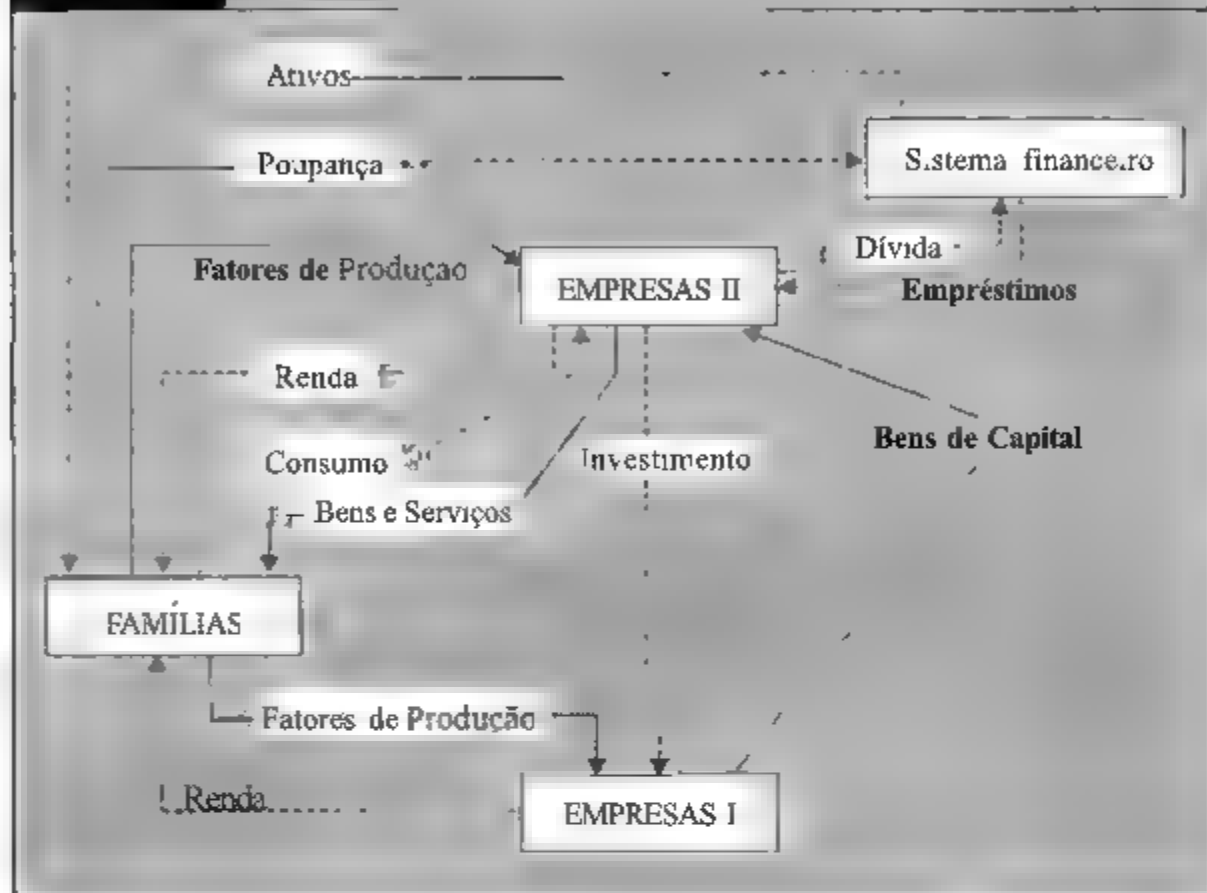 Ativos
Poupança
Sistema financeiro
Dívida
Fatores de Produção
EMPRESAS II
Empréstimos
Renda
Bens de Capital
Consumo
Investimento
Bens e Serviços
FAMÍLIAS
Fatores de Produção
Renda
EMPRESAS I